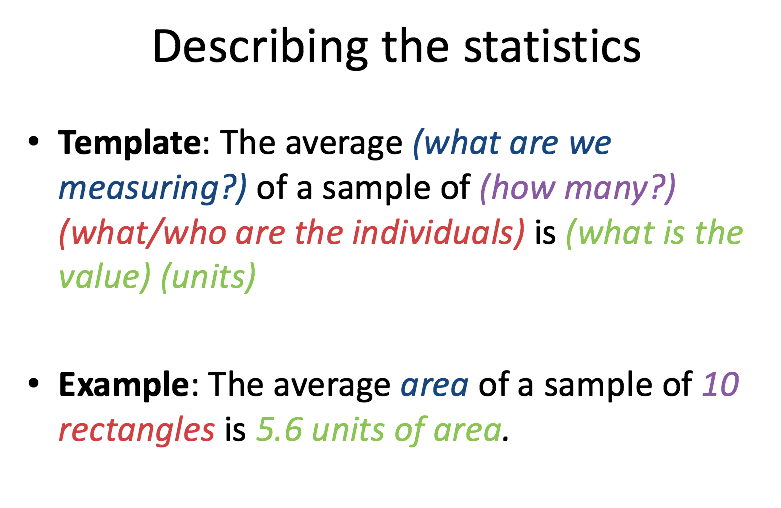 Describing the statistics
• Template: The average (what are we
measuring?) of a sample of (how many?)
(what/who are the individuals) is (what is the
value) (units)
• Example: The average area of a sample of 10
rectangles is 5.6 units of area.